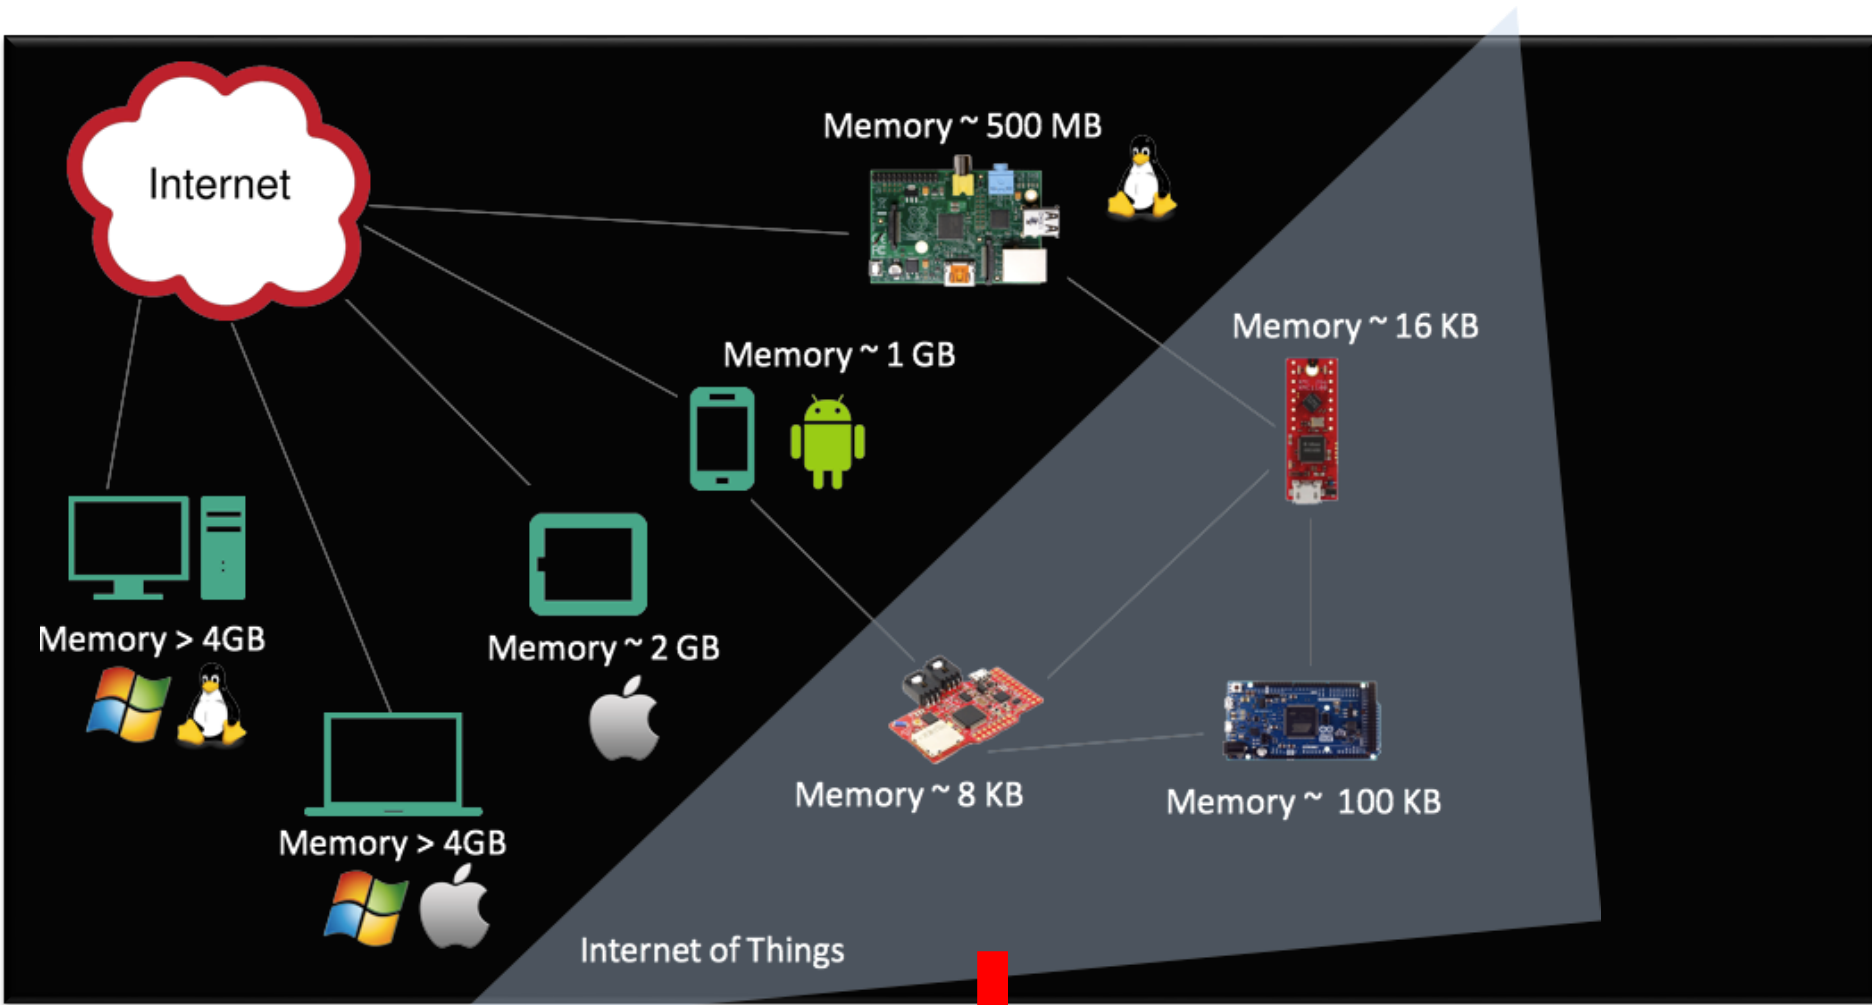 Internet
Memory ~ 500 MB
Memory ~ 16 KB
Memory ~ 1 GB
Memory > 4GB
Memory ~ 2 GB
Memory ~ 8 KB
Memory ~ 100 KB
Memory > 4GB
Internet of Things